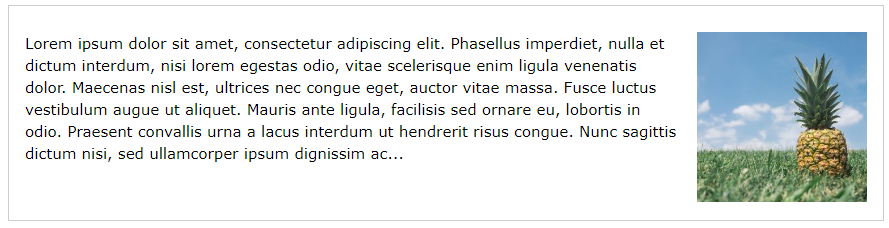 Lorem ipsum dolor sit amet, consectetur adipiscing elit. Phasellus imperdiet, nulla et
dictum interdum, nisi lorem egestas odio, vitae scelerisque enim ligula venenatis
dolor. Maecenas nisl est, ultrices nec congue eget, auctor vitae massa. Fusce luctus
vestibulum augue ut aliquet. Mauris ante ligula, facilisis sed ornare eu, lobortis in
odio. Praesent convallis urna a lacus interdum ut hendrerit risus congue. Nunc sagittis
dictum nisi, sed ullamcorper ipsum dignissim ac...